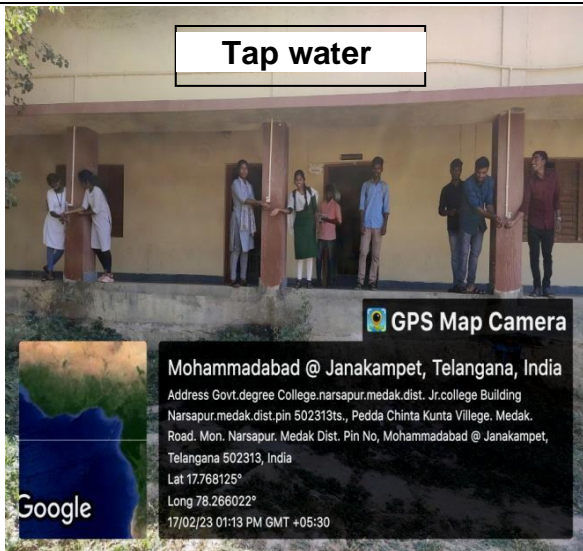 Tap water
GPS Map Camera
Mohammadabad @ Janakampet, Telangana, India
Address Govt.degree College.narsapur.medak.dist. Jr.college Building
Narsapur.medak.dist.pin 502313ts., Pedda Chinta Kunta Villege. Medak.
Road. Mon. Narsapur. Medak Dist. Pin No, Mohammadabad @ Janakampet,
Telangana 502313, India
Lat 17.768125°
Long 78.266022°
17/02/23 01:13 PM GMT +05:30
Google